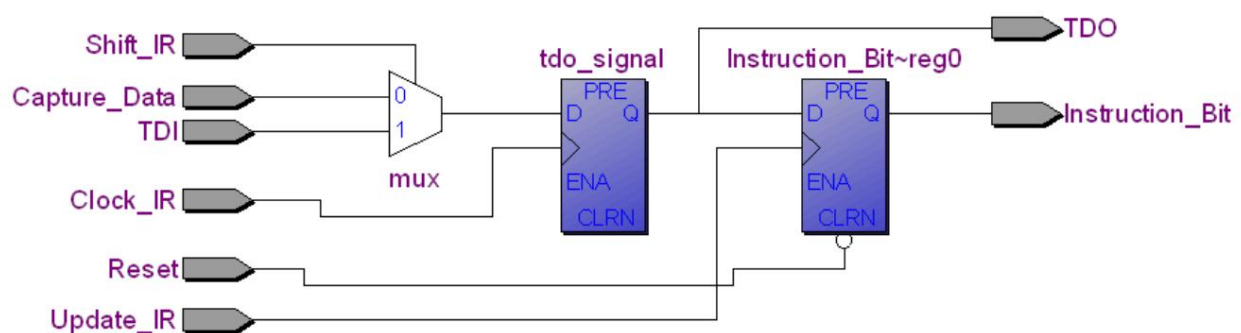 Shift_IR
Capture_Data
TDI
Clock_IR
Reset
Update_IR
0
1
mux
tdo_signal
PRE
D Q
ENA
CLRN
Instruction_Bit~reg0
PRE
D Q
ENA
CLRN
TDO
Instruction_Bit